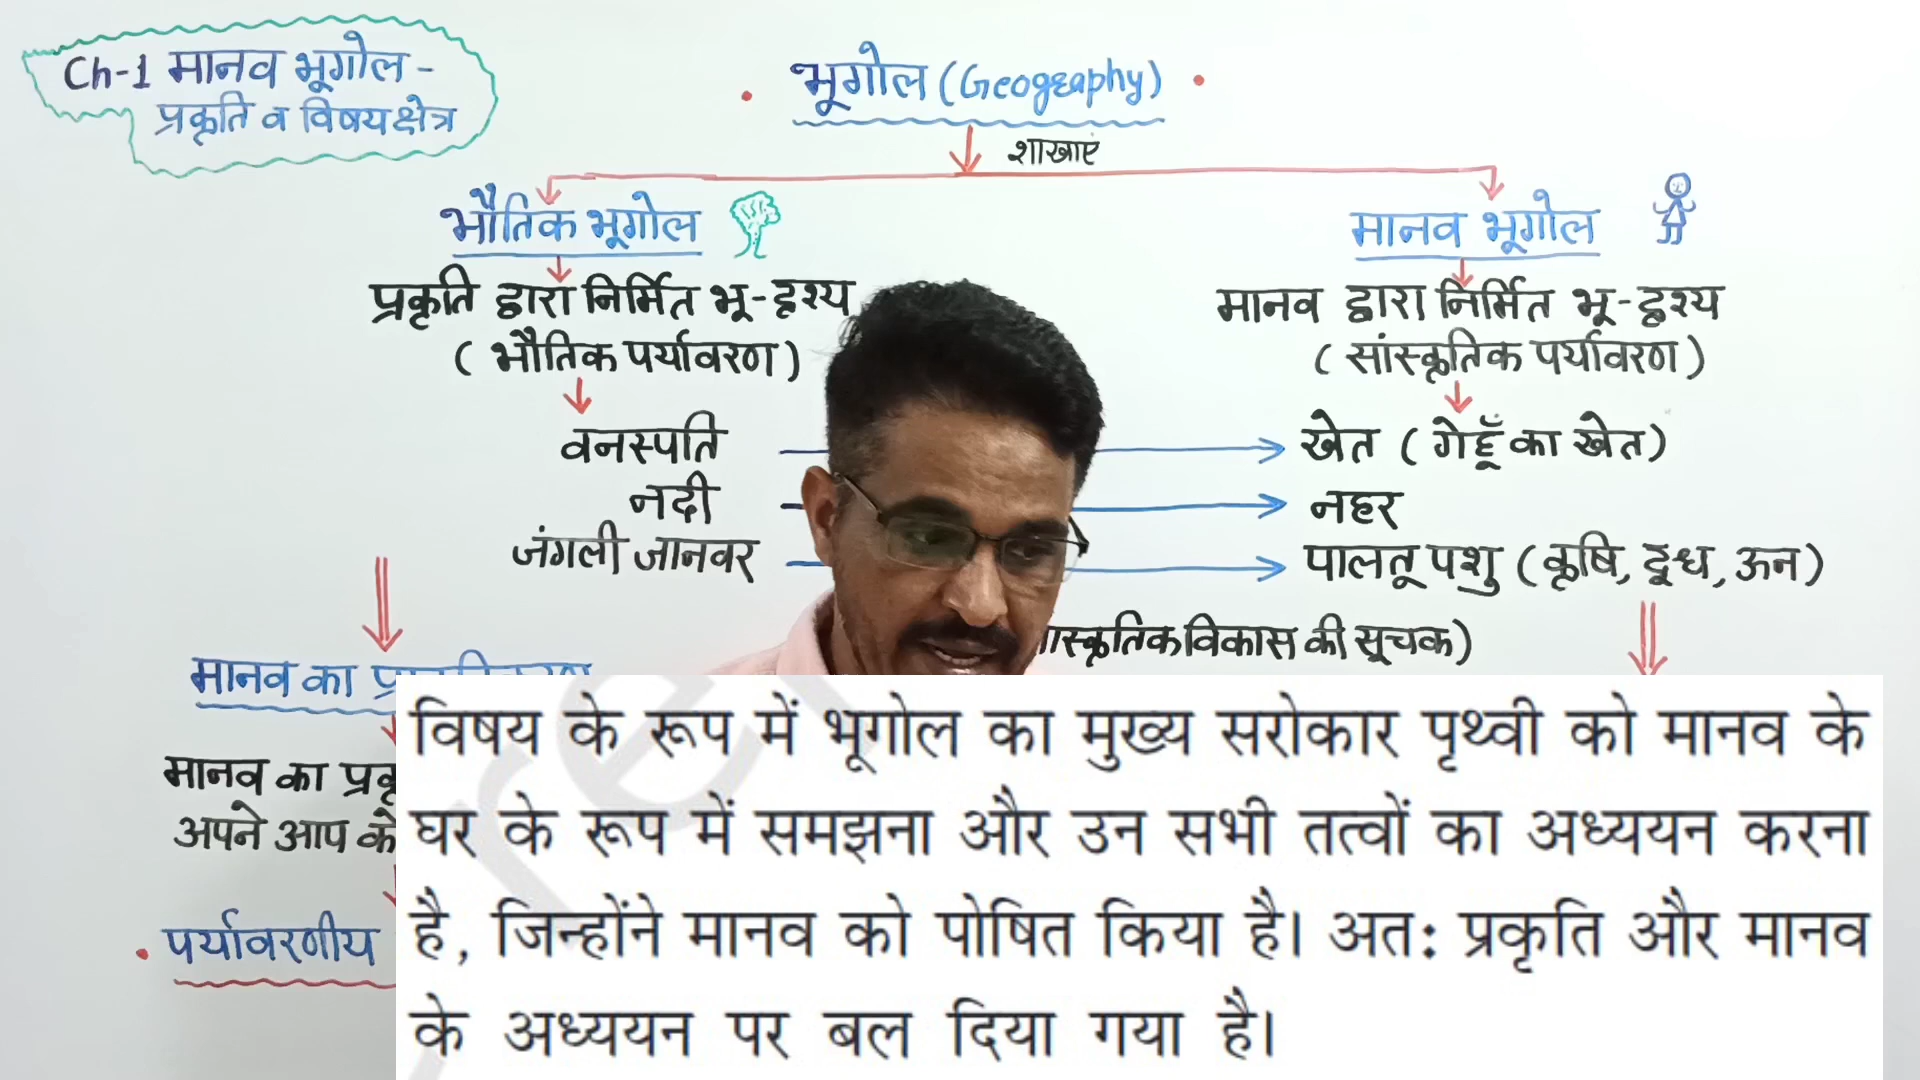 Ch-1 मानव भूगोल -
प्रकृति व विषयक्षेत्र
भूगोल (Geography)
शाखाएं
भौतिक भूगोल
मानव भूगोल
प्रकृति द्वारा निर्मित भू-दृश्य
( भौतिक पर्यावरण )
मानव द्वारा निर्मित भू-दृश्य
( सांस्कृतिक पर्यावरण )
वनस्पति
खेत ( गेहूँ का खेत )
नदी
नहर
जंगली जानवर
पालतू पशु ( कृषि, दूध, ऊन )
विकास की सूचक)
मानव का
मानव का
अपने आप को
पर्यावरणीय
विषय के रूप में भूगोल का मुख्य सरोकार पृथ्वी को मानव के
घर के रूप में समझना और उन सभी तत्वों का अध्ययन करना
है, जिन्होंने मानव को पोषित किया है। अत: प्रकृति और मानव
के अध्ययन पर बल दिया गया है।